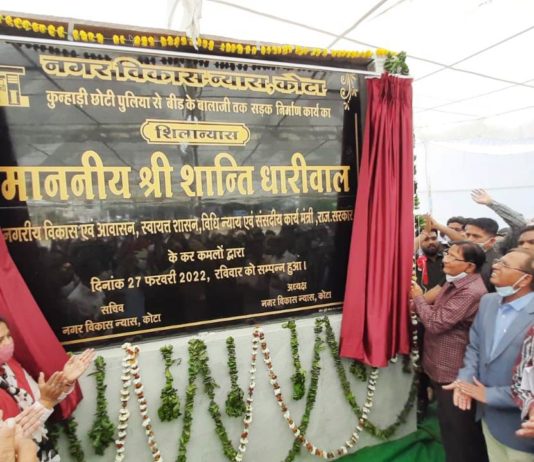 नगर विकास न्यास, कोटा
कुन्हाड़ी छोटी पुलिया से बीड़ के बालाजी तक सड़क निर्माण कार्य का
शिलान्यास
माननीय श्री शान्ति धारीवाल
नगरीय विकास एवं आवासन, स्वायत्त शासन, विधि न्याय एवं संसदीय कार्य मंत्री, राज. सरकार
के कर कमलों द्वारा
दिनांक 27 फरवरी 2022, रविवार को सम्पन्न हुआ।
सचिव
नगर विकास न्यास, कोटा
अध्यक्ष
नगर विकास न्यास, कोटा